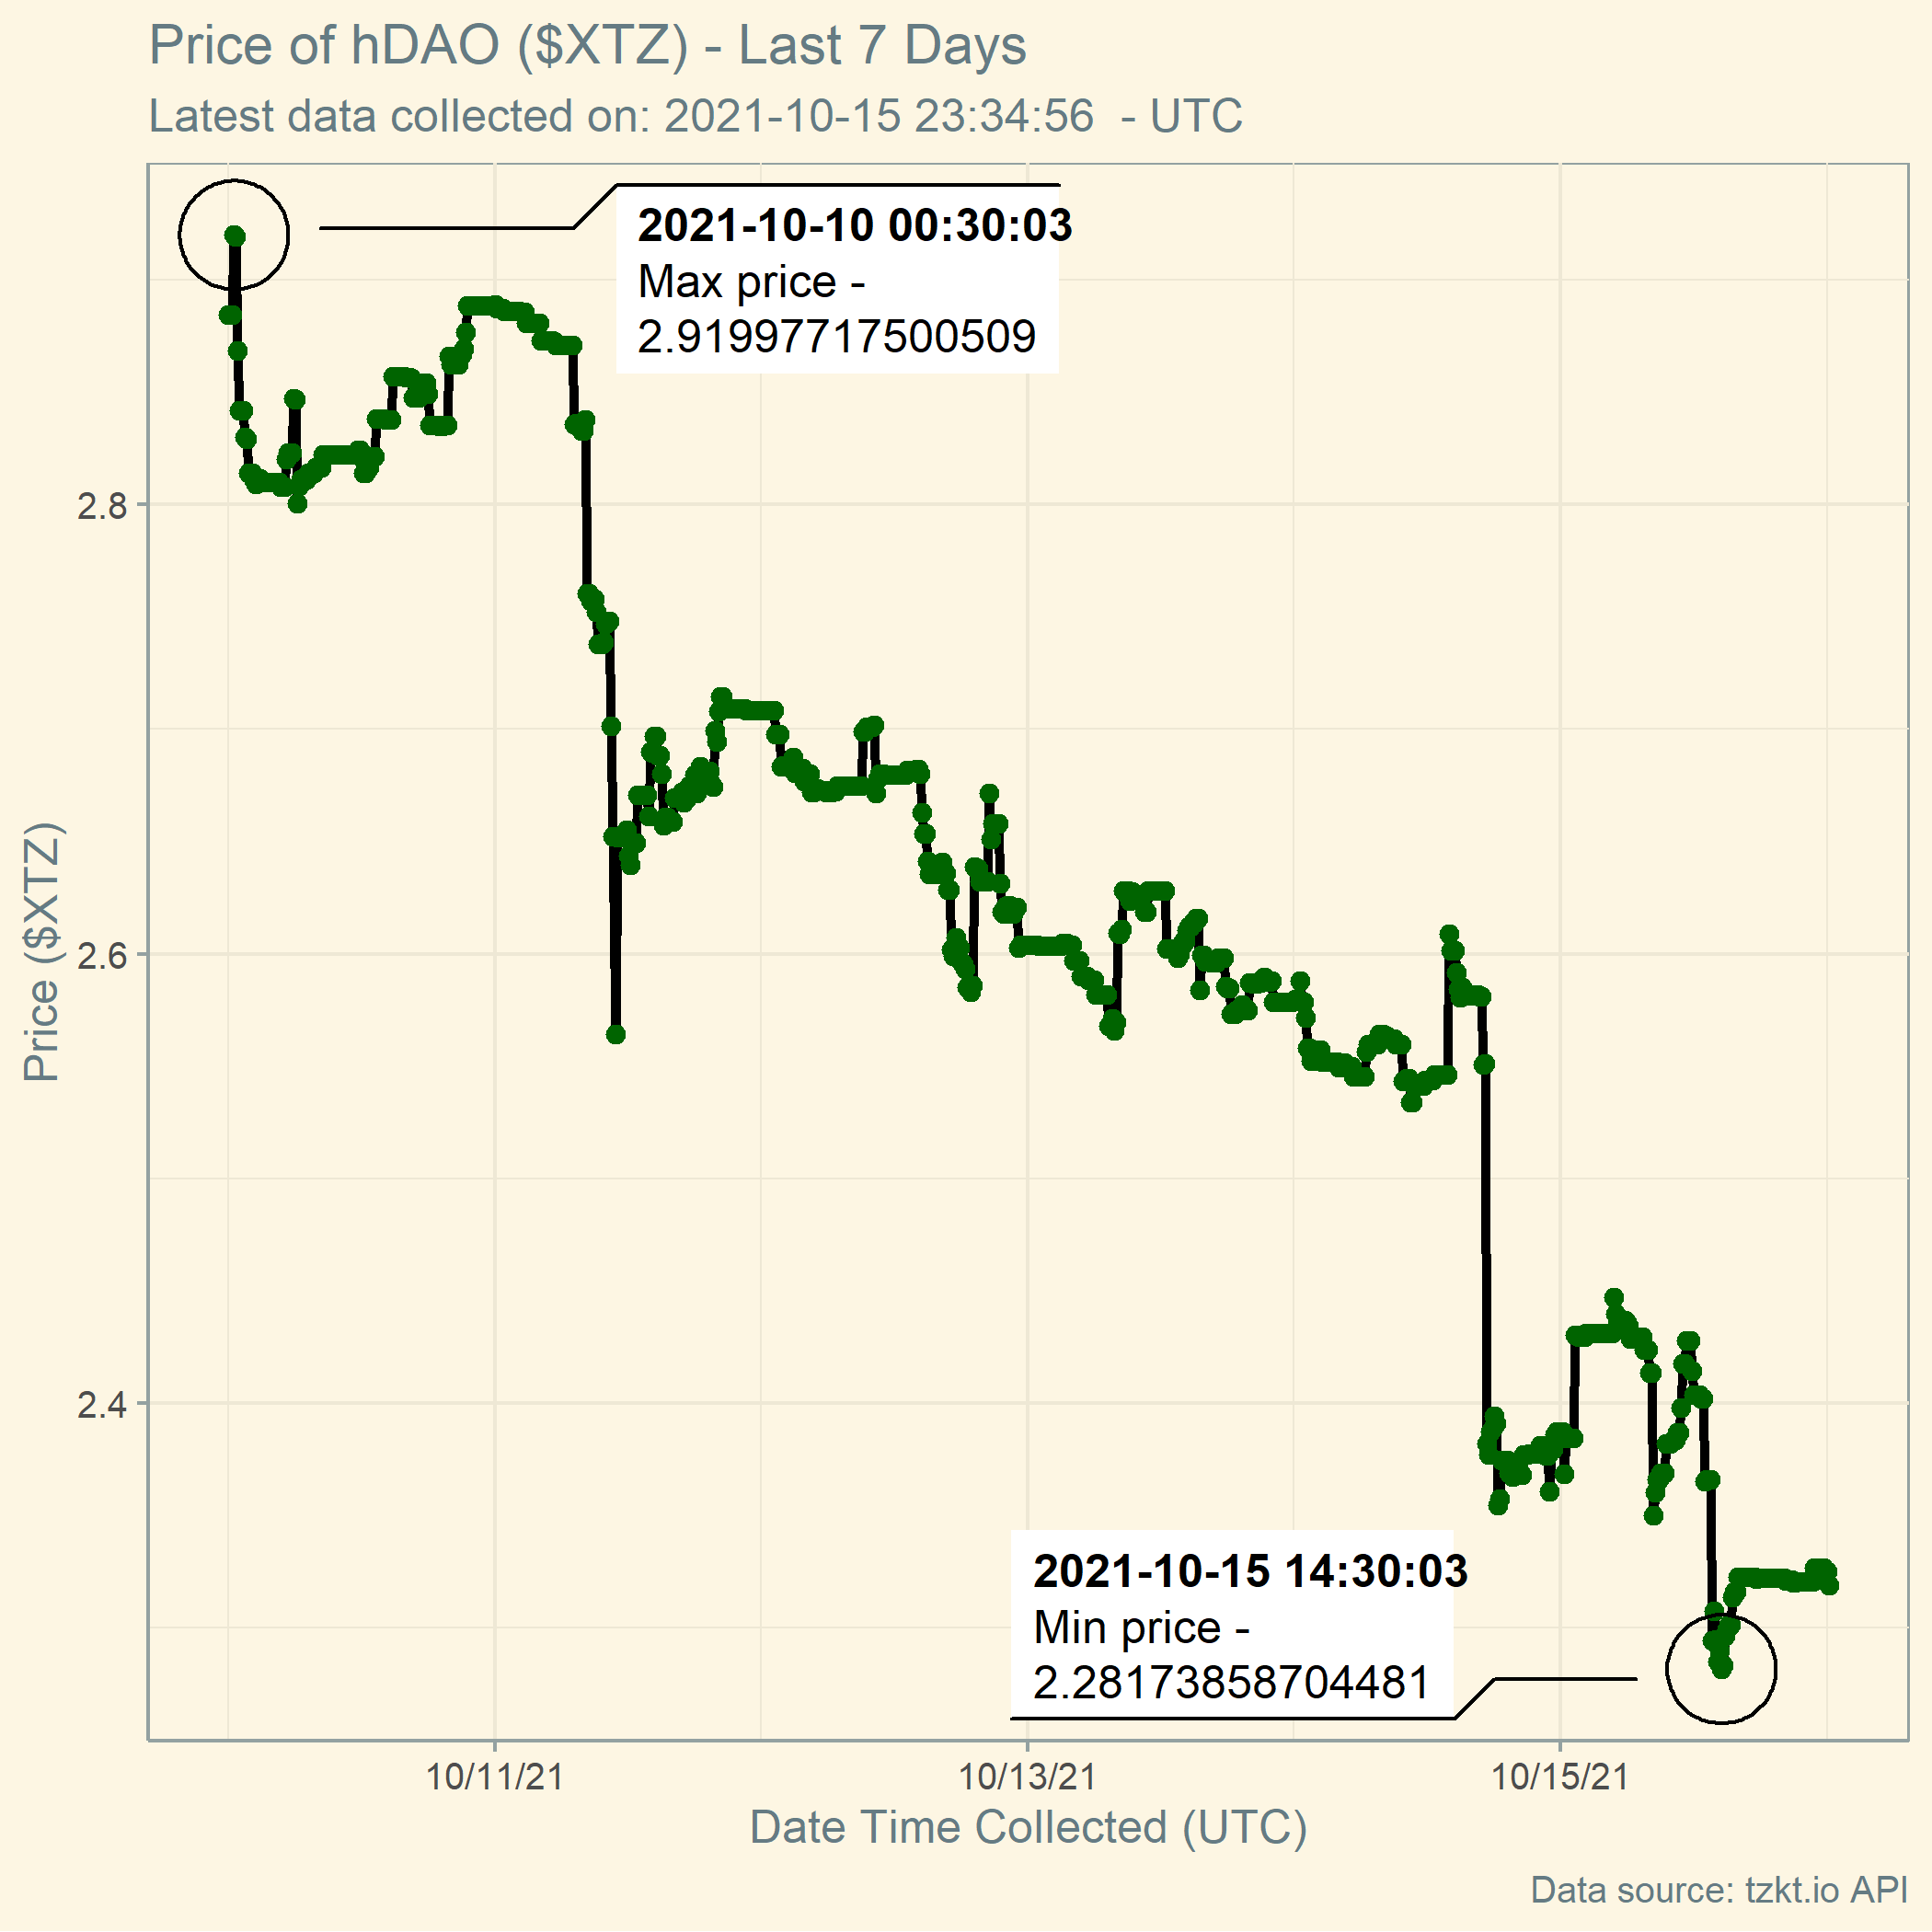 Price of hDAO ($XTZ) - Last 7 Days
Latest data collected on: 2021-10-15 23:34:56  - UTC
2021-10-10 00:30:03
Max price -
2.91997717500509
2.8
2.6
2.4
Price ($XTZ)
2021-10-15 14:30:03
Min price -
2.28173858704481
10/11/21
10/13/21
10/15/21
Date Time Collected (UTC)
Data source: tzkt.io API